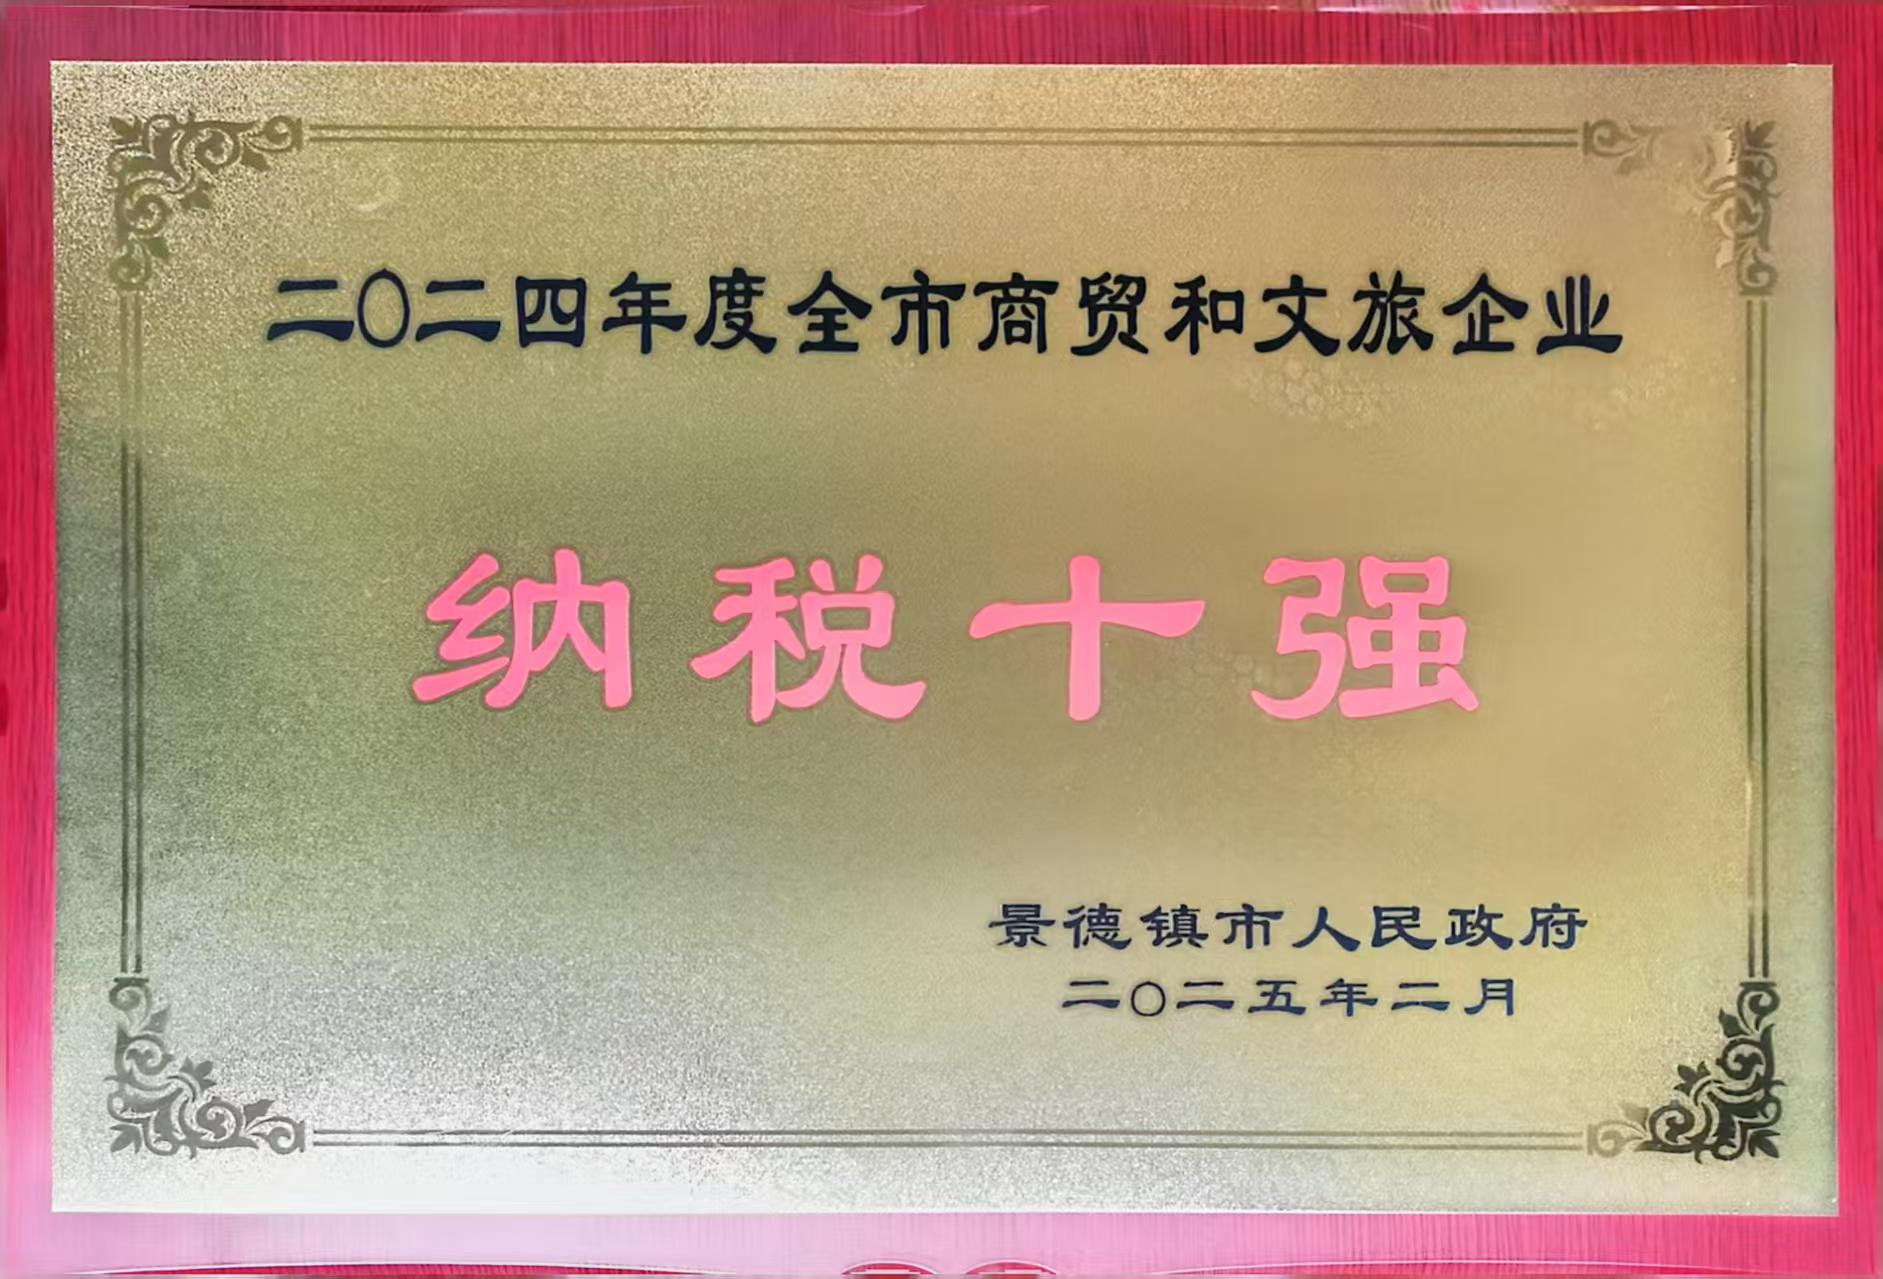 二〇二四年度全市商贸和文旅企业
纳税十强
景德镇市人民政府
二〇二五年二月